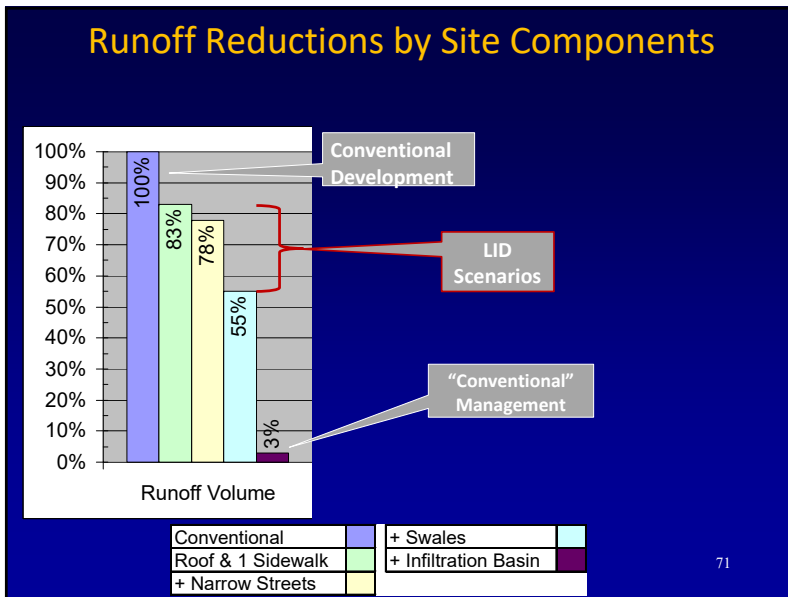 Runoff Reductions by Site Components
100%
90%
80%
70%
60%
50%
40%
30%
20%
10%
0%
100%
83%
78%
55%
3%
Runoff Volume
Conventional
Development
LID
Scenarios
“Conventional”
Management
Conventional
Roof & 1 Sidewalk
+ Narrow Streets
+ Swales
+ Infiltration Basin
71